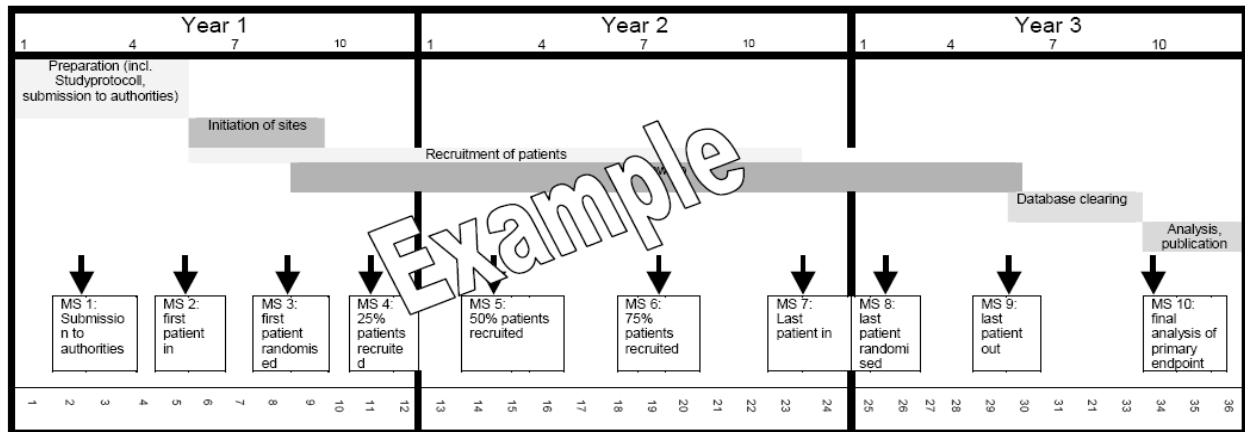 Year 1 Year 2 Year 3
1 4 7 10 1 4 7 10 1 4 7 10
Preparation (incl.
Studyprotocoll,
submission to authorities)
Initiation of sites
Recruitment of patients
Example
Database clearing
Analysis,
publication
MS 1:
Submissio
n to
authorities
MS 2:
first
patient
in
MS 3:
first
patient
randomis
ed
MS 4:
25%
patients
recruite
d
MS 5:
50% patients
recruited
MS 6:
75%
patients
recruited
MS 7:
Last
patient in
MS 8:
last
patient
randomi
sed
MS 9:
last
patient
out
MS 10:
final
analysis of
primary
endpoint
1 2 3 4 5 6 7 8 9 10 11 12 13 14 15 16 17 18 19 20 21 22 23 24 25 26 27 28 29 30 31 32 33 34 35 36